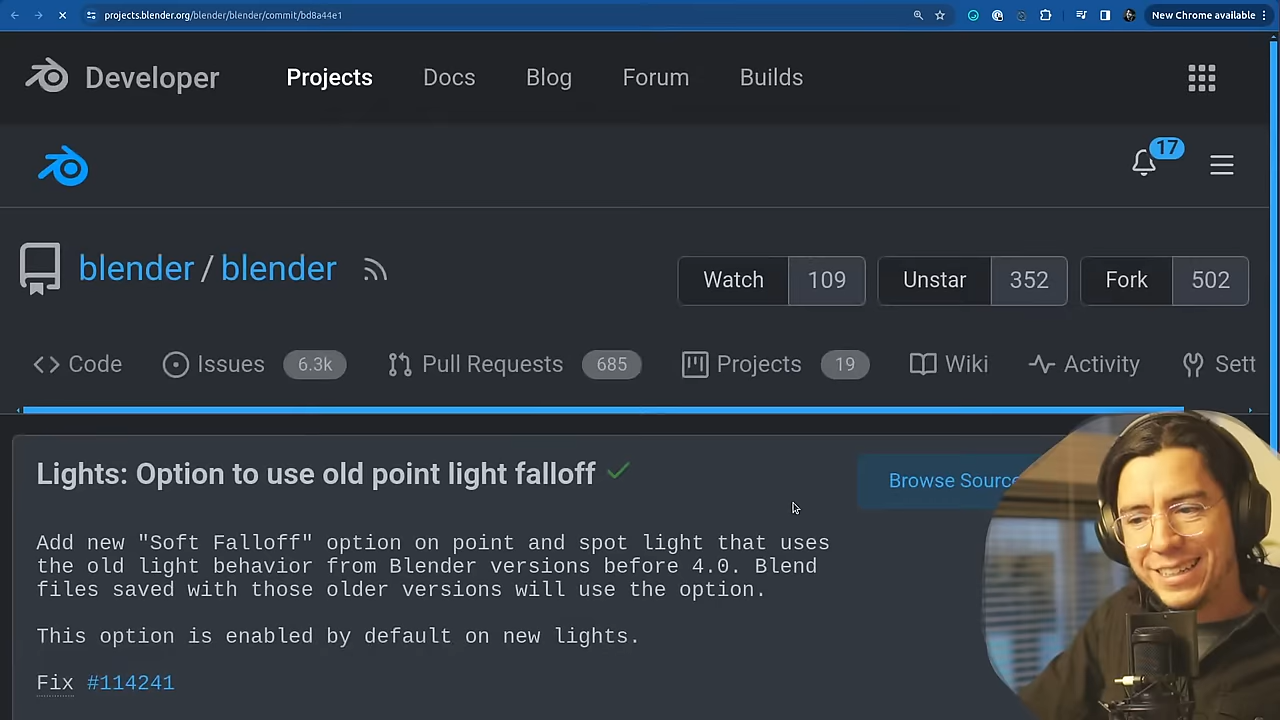 projects.blender.org/blender/blender/commit/bd8a44e1
New Chrome available
Developer
Projects
Docs
Blog
Forum
Builds
17
blender / blender
Watch 109
Unstar 352
Fork 502
Code
Issues 6.3k
Pull Requests 685
Projects 19
Wiki
Activity
Sett
Lights: Option to use old point light falloff
Browse Source
Add new "Soft Falloff" option on point and spot light that uses
the old light behavior from Blender versions before 4.0. Blend
files saved with those older versions will use the option.
This option is enabled by default on new lights.
Fix #114241